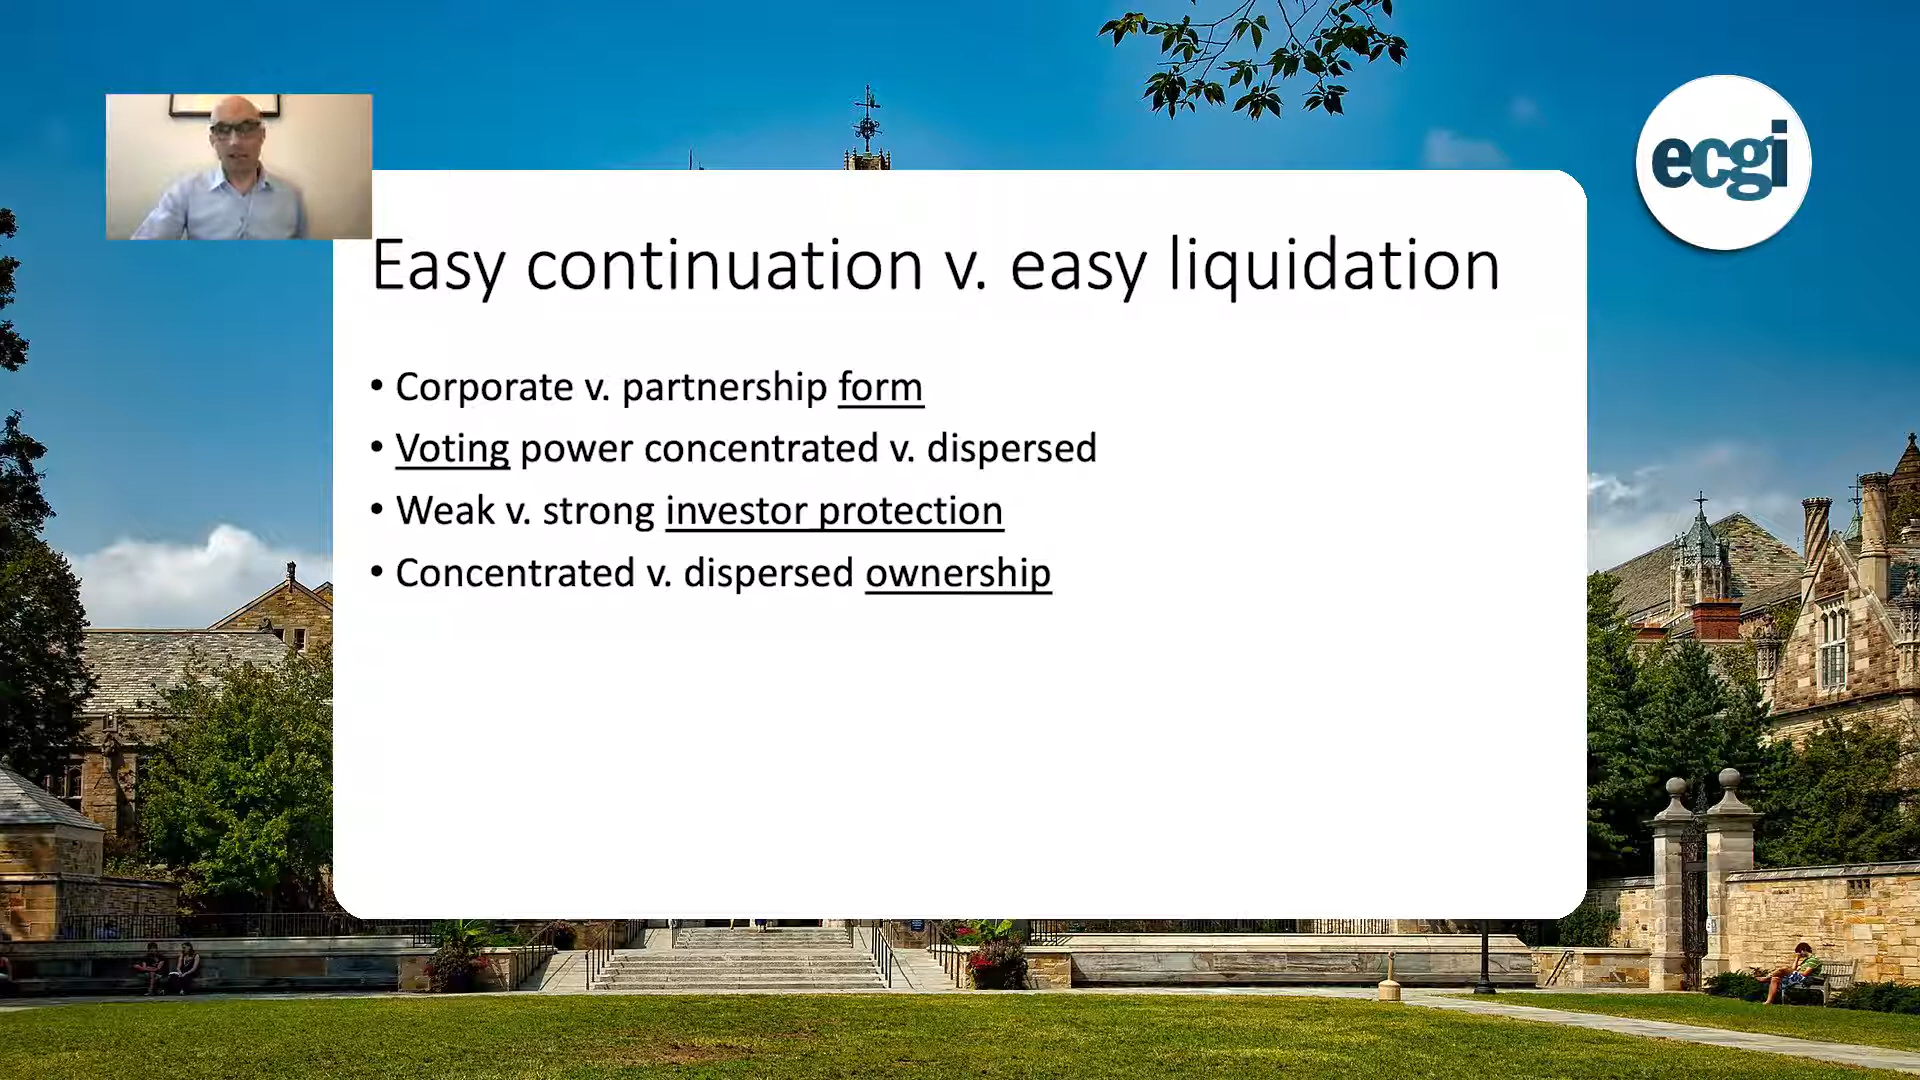 ecgi
Easy continuation v. easy liquidation
• Corporate v. partnership form
• Voting power concentrated v. dispersed
• Weak v. strong investor protection
• Concentrated v. dispersed ownership